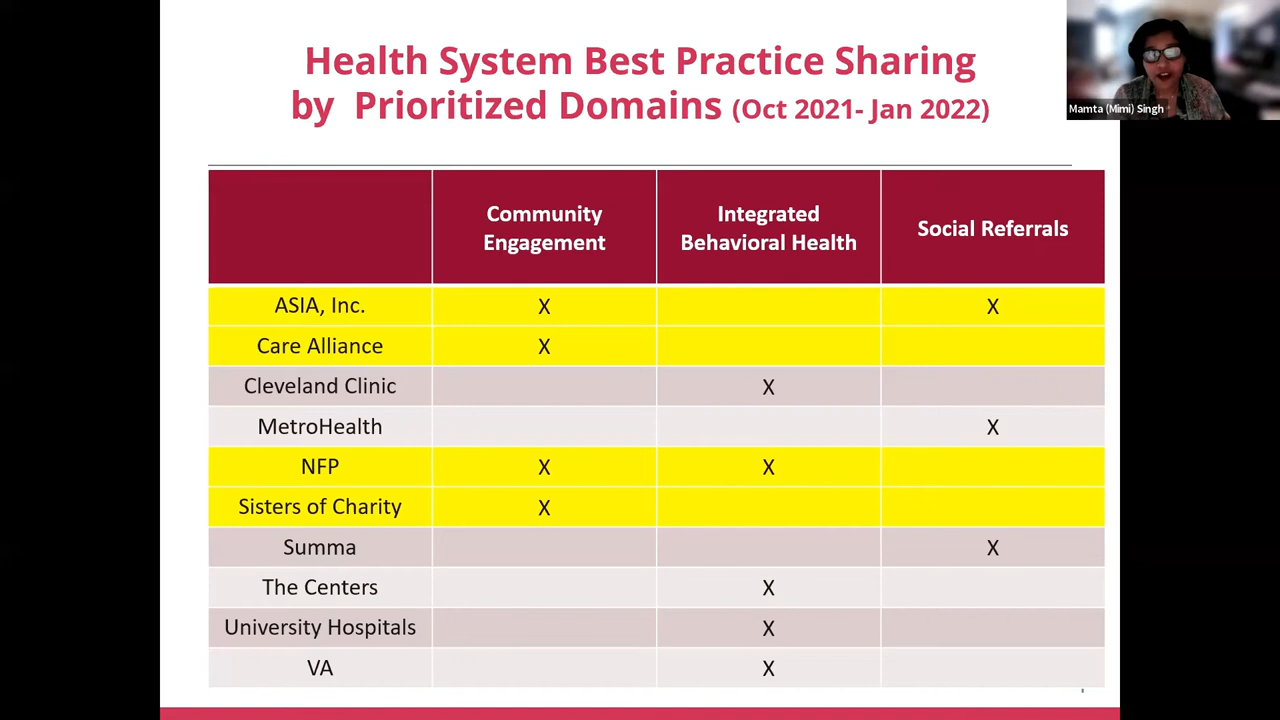 Health System Best Practice Sharing
by Prioritized Domains (Oct 2021- Jan 2022)
Mamta (Mimi) Singh
Community
Engagement
Integrated
Behavioral Health
Social Referrals
ASIA, Inc. X X
Care Alliance X
Cleveland Clinic X
MetroHealth X
NFP X X
Sisters of Charity X
Summa X
The Centers X
University Hospitals X
VA X